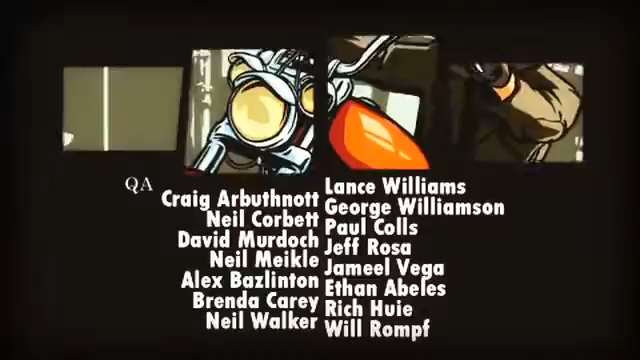 QA
Craig Arbuthnott
Neil Corbett
David Murdoch
Neil Meikle
Alex Bazlinton
Brenda Carey
Neil Walker
Lance Williams
George Williamson
Paul Colls
Jeff Rosa
Jameel Vega
Ethan Abeles
Rich Huie
Will Rompf